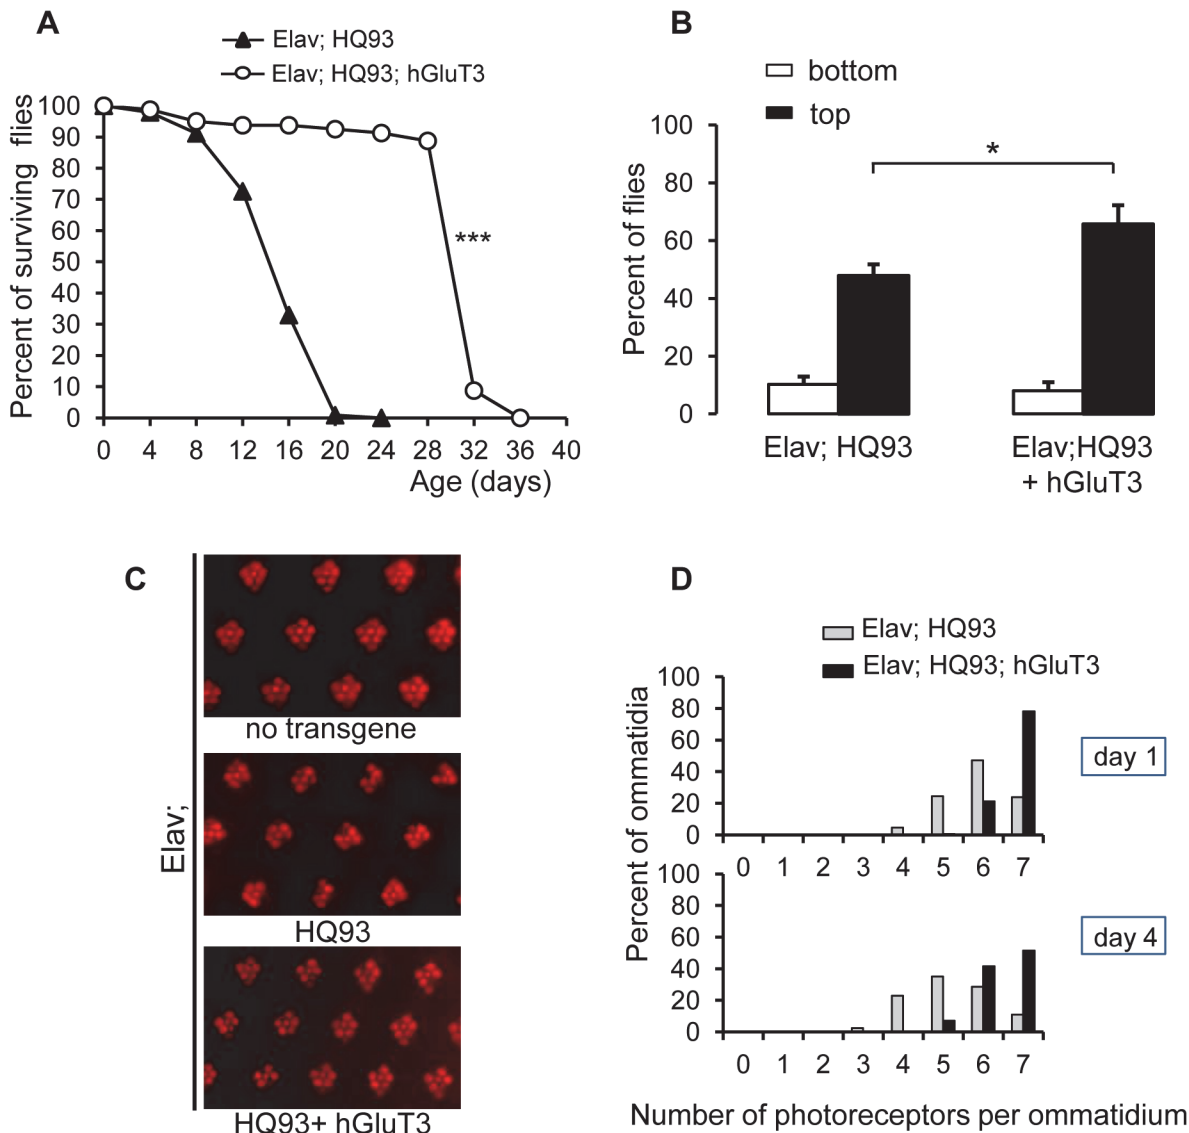 A
Elav; HQ93
Elav; HQ93; hGluT3
Percent of surviving flies
100
90
80
70
60
50
40
30
20
10
0
***
0 4 8 12 16 20 24 28 32 36 40
Age (days)
B
bottom
top
Percent of flies
100
80
60
40
20
0
*
Elav; HQ93
Elav;HQ93
+ hGluT3
C
Elav;
no transgene
HQ93
HQ93+ hGluT3
D
Elav; HQ93
Elav; HQ93; hGluT3
Percent of ommatidia
100
80
60
40
20
0
0 1 2 3 4 5 6 7
day 1
100
80
60
40
20
0
0 1 2 3 4 5 6 7
day 4
Number of photoreceptors per ommatidium